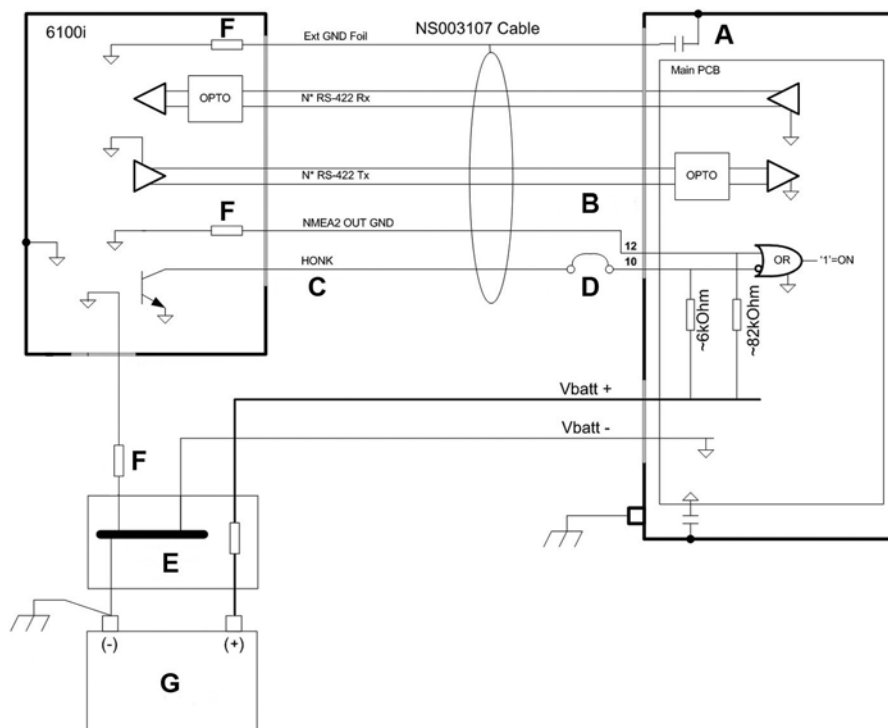 6100i
F
Ext GND Foil
NS003107 Cable
A
Main PCB
OPTO
N* RS-422 Rx
N* RS-422 Tx
OPTO
F
NMEA2 OUT GND
B
12
HONK
C
D
10
OR
'1'=ON
~6kOhm
~82kOhm
Vbatt +
Vbatt -
F
E
(-)
(+)
G